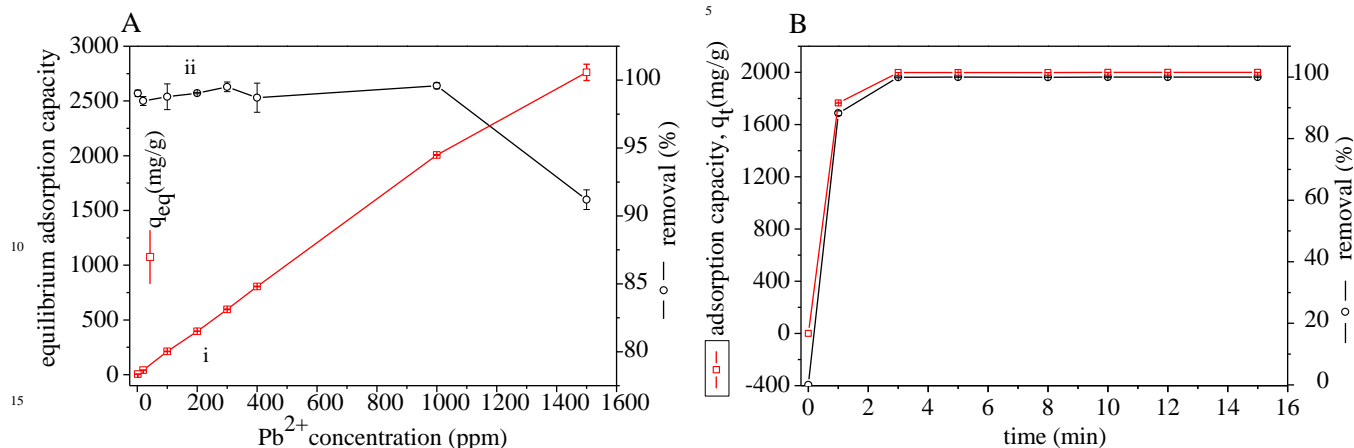 A
equilibrium adsorption capacity
q_eq(mg/g)
3000
2500
2000
1500
1000
500
0
ii
i
100
95
90
85
80
removal (%)
0 200 400 600 800 1000 1200 1400 1600
Pb^2+ concentration (ppm)
5
10
15
B
adsorption capacity, q_t(mg/g)
2000
1600
1200
800
400
0
-400
100
80
60
40
20
0
removal (%)
0 2 4 6 8 10 12 14 16
time (min)